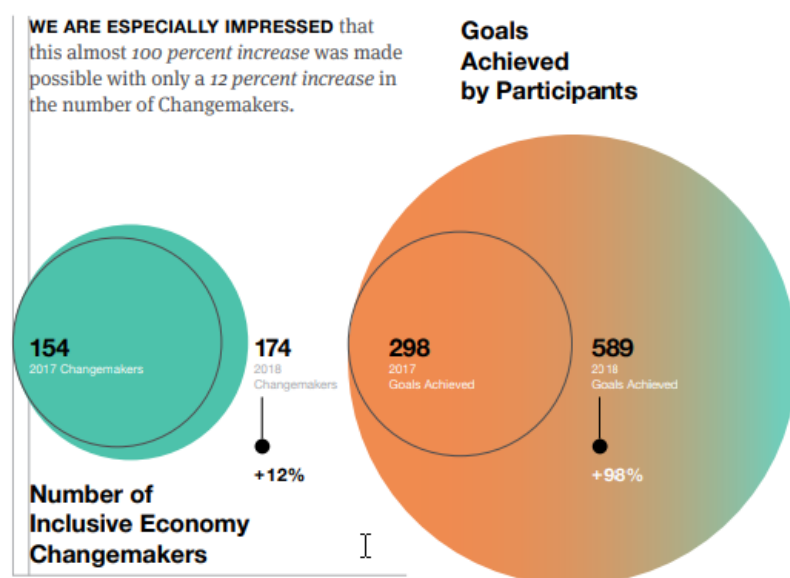 WE ARE ESPECIALLY IMPRESSED that
this almost 100 percent increase was made
possible with only a 12 percent increase in
the number of Changemakers.
Goals
Achieved
by Participants
154
2017 Changemakers
174
2018
Changemakers
+12%
298
2017
Goals Achieved
589
2018
Goals Achieved
+98%
Number of
Inclusive Economy
Changemakers